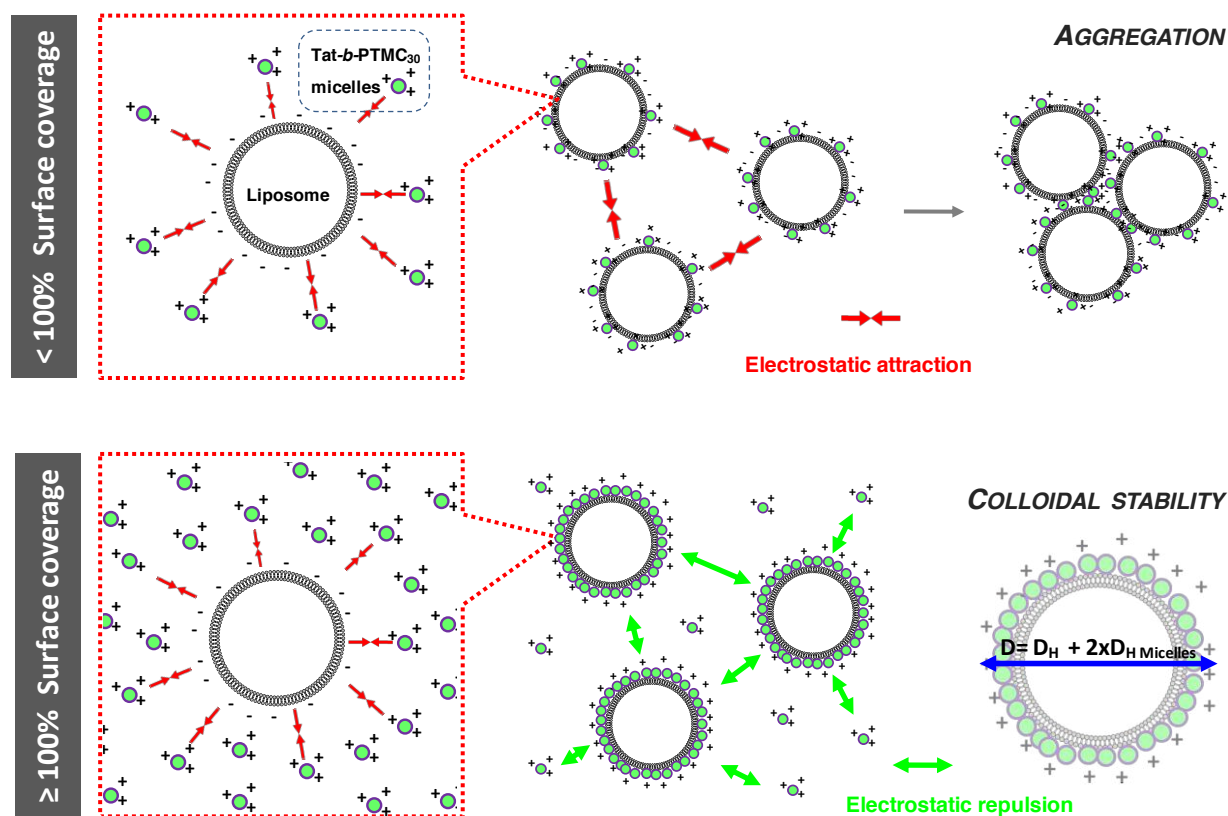 < 100% Surface coverage
Tat-b-PTMC30
micelles
Liposome
AGGREGATION
Electrostatic attraction
≥ 100% Surface coverage
COLLOIDAL STABILITY
D= DH + 2xDH Micelles
Electrostatic repulsion